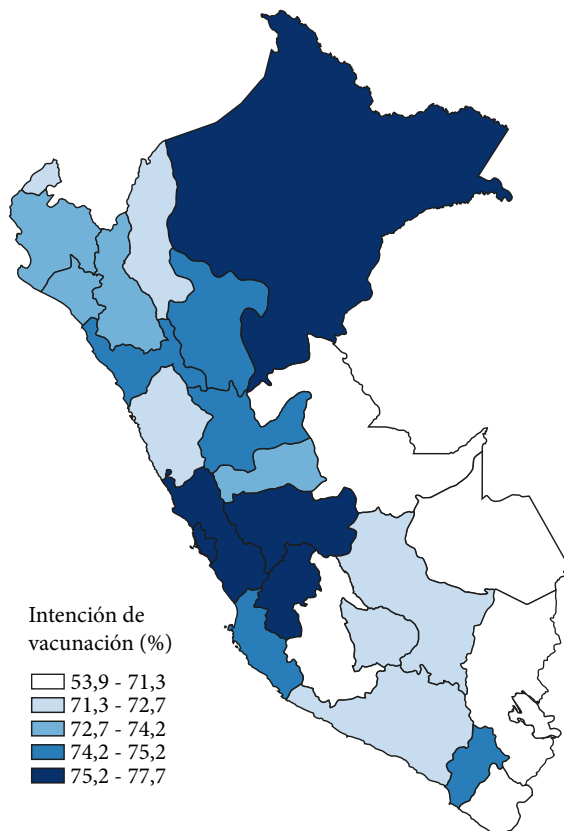 Intención de
vacunación (%)
53,9 - 71,3
71,3 - 72,7
72,7 - 74,2
74,2 - 75,2
75,2 - 77,7